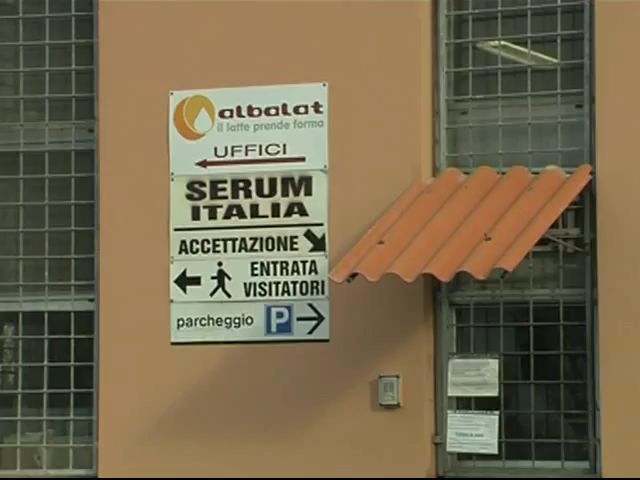 albalat
il latte prende forma
UFFICI
SERUM
ITALIA
ACCETTAZIONE
ENTRATA
VISITATORI
parcheggio P